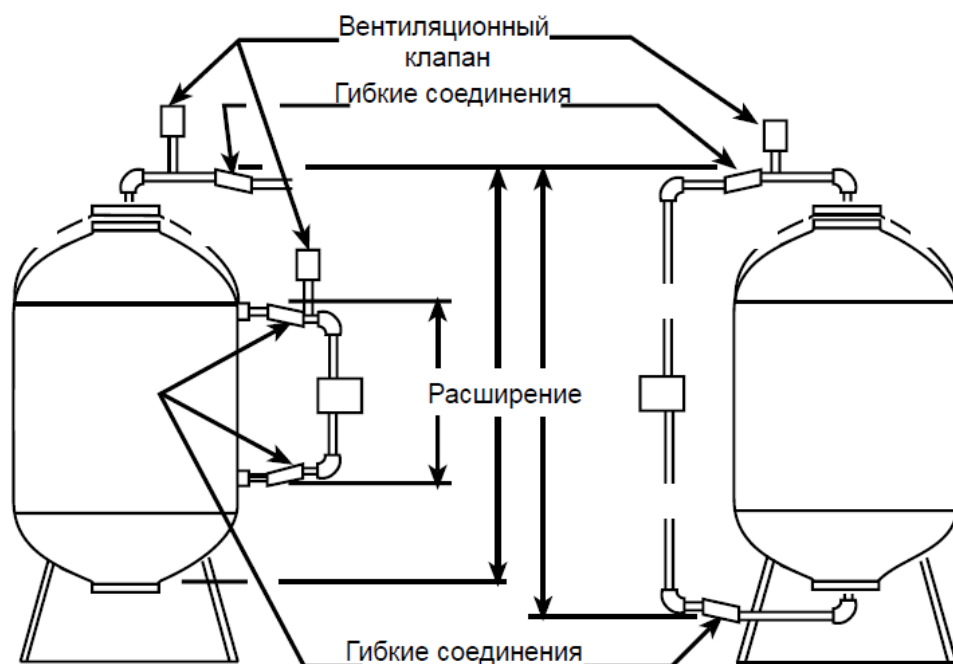 Вентиляционный
клапан
Гибкие соединения
Расширение
Гибкие соединения